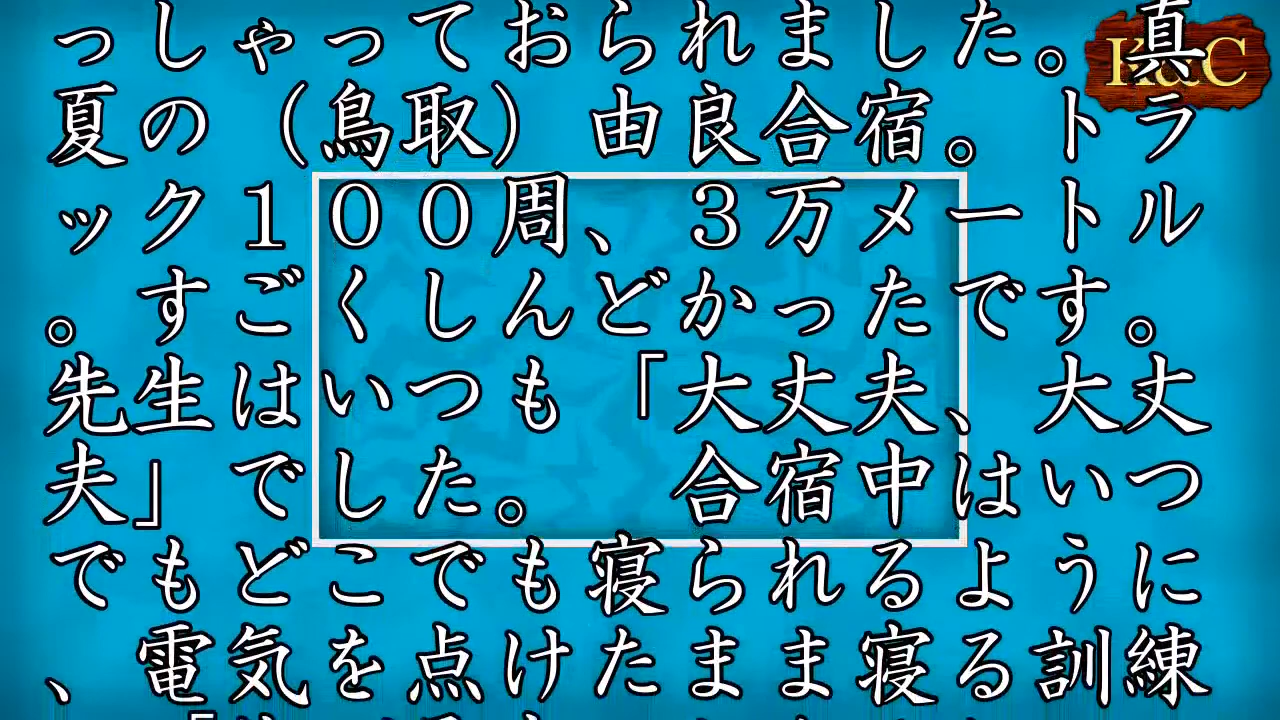 っしゃっておられました。真
夏の（鳥取）由良合宿。トラ
ック１００周、３万メートル
。すごくしんどかったです。
先生はいつも「大丈夫、大丈
夫」でした。　合宿中はいつ
でもどこでも寝られるように
、電気を点けたまま寝る訓練